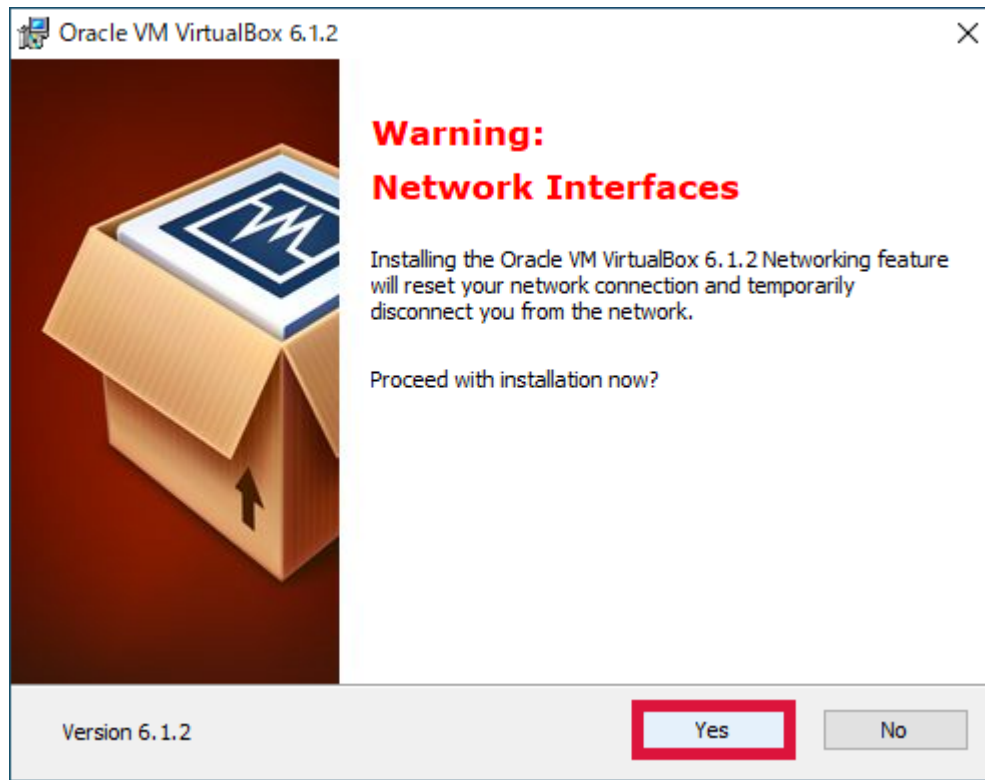 Oracle VM VirtualBox 6.1.2
Warning:
Network Interfaces
Installing the Oracle VM VirtualBox 6.1.2 Networking feature
will reset your network connection and temporarily
disconnect you from the network.
Proceed with installation now?
Version 6.1.2
Yes
No